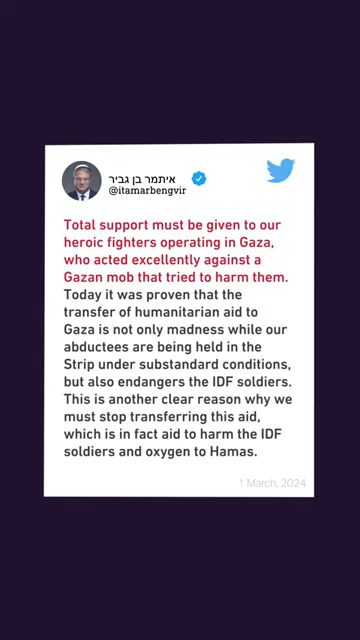 איתמר בן גביר
@itamarbengvir
Total support must be given to our
heroic fighters operating in Gaza,
who acted excellently against a
Gazan mob that tried to harm them.
Today it was proven that the
transfer of humanitarian aid to
Gaza is not only madness while our
abductees are being held in the
Strip under substandard conditions,
but also endangers the IDF soldiers.
This is another clear reason why we
must stop transferring this aid,
which is in fact aid to harm the IDF
soldiers and oxygen to Hamas.
1 March, 2024